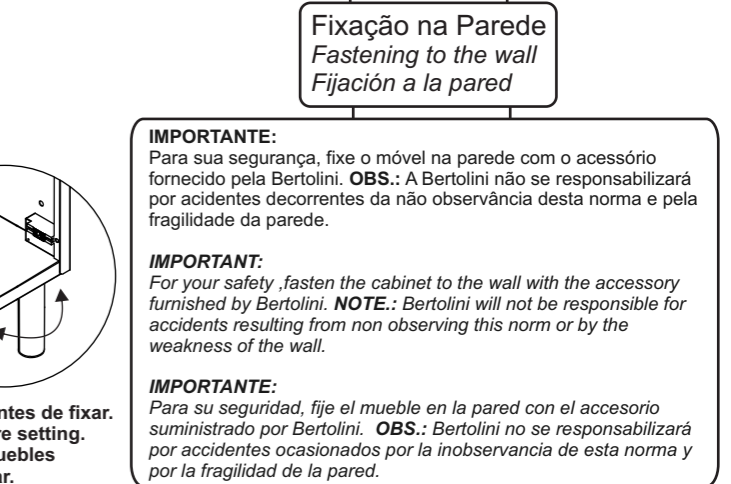 Fixação na Parede
Fastening to the wall
Fijación a la pared
IMPORTANTE:
Para sua segurança, fixe o móvel na parede com o acessório
fornecido pela Bertolini. OBS.: A Bertolini não se responsabilizará
por acidentes decorrentes da não observância desta norma e pela
fragilidade da parede.
IMPORTANT:
For your safety ,fasten the cabinet to the wall with the accessory
furnished by Bertolini. NOTE.: Bertolini will not be responsible for
accidents resulting from non observing this norm or by the
weakness of the wall.
IMPORTANTE:
Para su seguridad, fije el mueble en la pared con el accesorio
suministrado por Bertolini. OBS.: Bertolini no se responsabilizará
por accidentes ocasionados por la inobservancia de esta norma y
por la fragilidad de la pared.
de fixar.
setting.